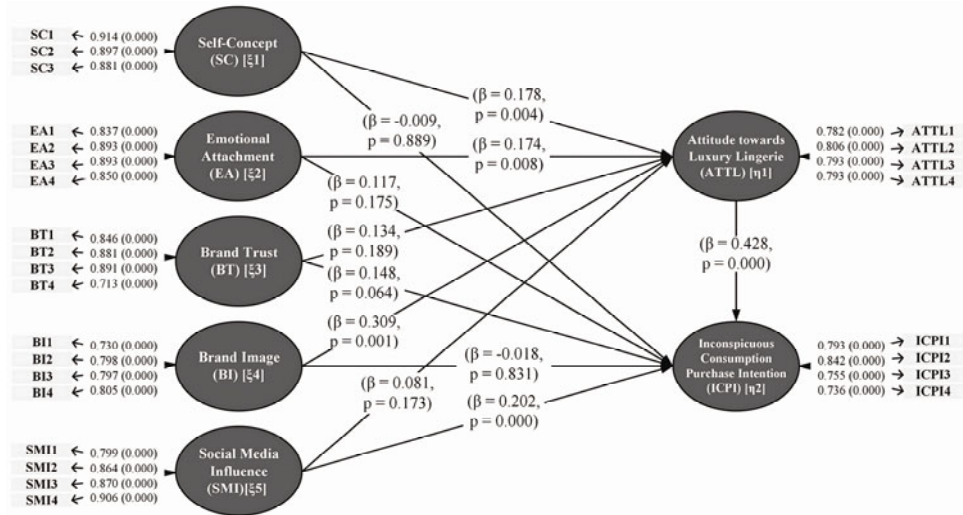 SC1 0.914 (0.000)
SC2 0.897 (0.000)
SC3 0.881 (0.000)
Self-Concept
(SC) [ξ1]
EA1 0.837 (0.000)
EA2 0.893 (0.000)
EA3 0.893 (0.000)
EA4 0.850 (0.000)
Emotional
Attachment
(EA) [ξ2]
BT1 0.846 (0.000)
BT2 0.881 (0.000)
BT3 0.891 (0.000)
BT4 0.713 (0.000)
Brand Trust
(BT) [ξ3]
BI1 0.730 (0.000)
BI2 0.798 (0.000)
BI3 0.797 (0.000)
BI4 0.805 (0.000)
Brand Image
(BI) [ξ4]
SMI1 0.799 (0.000)
SMI2 0.864 (0.000)
SMI3 0.870 (0.000)
SMI4 0.906 (0.000)
Social Media
Influence
(SMI)[ξ5]
(β = 0.178,
p = 0.004)
(β = -0.009,
p = 0.889)
(β = 0.174,
p = 0.008)
(β = 0.117,
p = 0.175)
(β = 0.134,
p = 0.189)
(β = 0.148,
p = 0.064)
(β = 0.309,
p = 0.001)
(β = -0.018,
p = 0.831)
(β = 0.081,
p = 0.173)
(β = 0.202,
p = 0.000)
Attitude towards
Luxury Lingerie
(ATTL) [η1]
0.782 (0.000) ATTL1
0.806 (0.000) ATTL2
0.793 (0.000) ATTL3
0.793 (0.000) ATTL4
(β = 0.428,
p = 0.000)
Inconspicuous
Consumption
Purchase Intention
(ICPI) [η2]
0.793 (0.000) ICPI1
0.842 (0.000) ICPI2
0.755 (0.000) ICPI3
0.736 (0.000) ICPI4